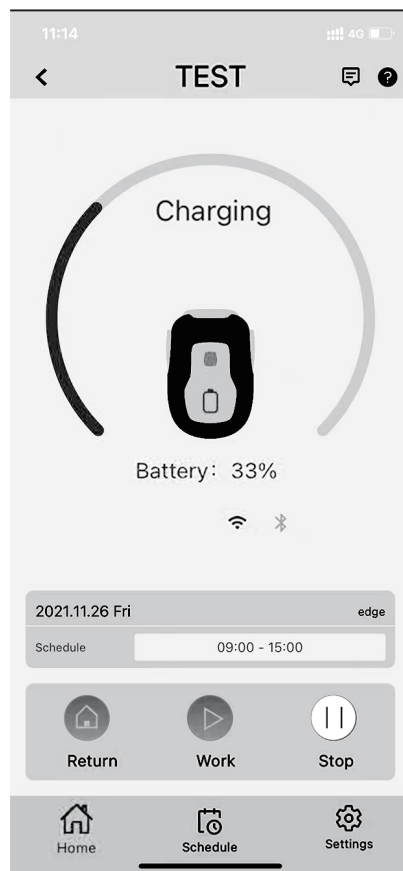 11:14 4G
TEST
Charging
Battery: 33%
2021.11.26 Fri edge
Schedule 09:00 - 15:00
Return Work Stop
Home Schedule Settings